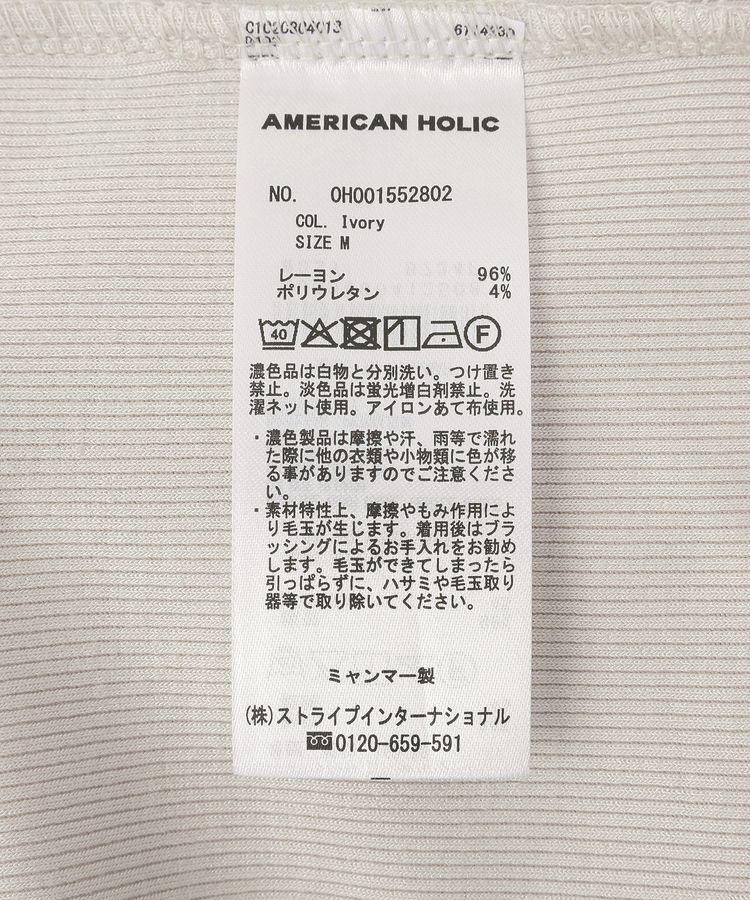 C1020304013
AMERICAN HOLIC
NO. OH001552802
COL. Ivory
SIZE M
レーヨン 96%
ポリウレタン 4%
40 F
濃色品は白物と分別洗い。つけ置き
禁止。淡色品は蛍光増白剤禁止。洗
濯ネット使用。アイロンあて布使用。
・濃色製品は摩擦や汗、雨等で濡れ
た際に他の衣類や小物類に色が移
る事がありますのでご注意くださ
い。
・素材特性上、摩擦やもみ作用によ
り毛玉が生じます。着用後はブラ
ッシングによるお手入れをお勧め
します。毛玉ができてしまったら
引っぱらずに、ハサミや毛玉取り
器等で取り除いてください。
ミャンマー製
(株)ストライプインターナショナル
0120-659-591